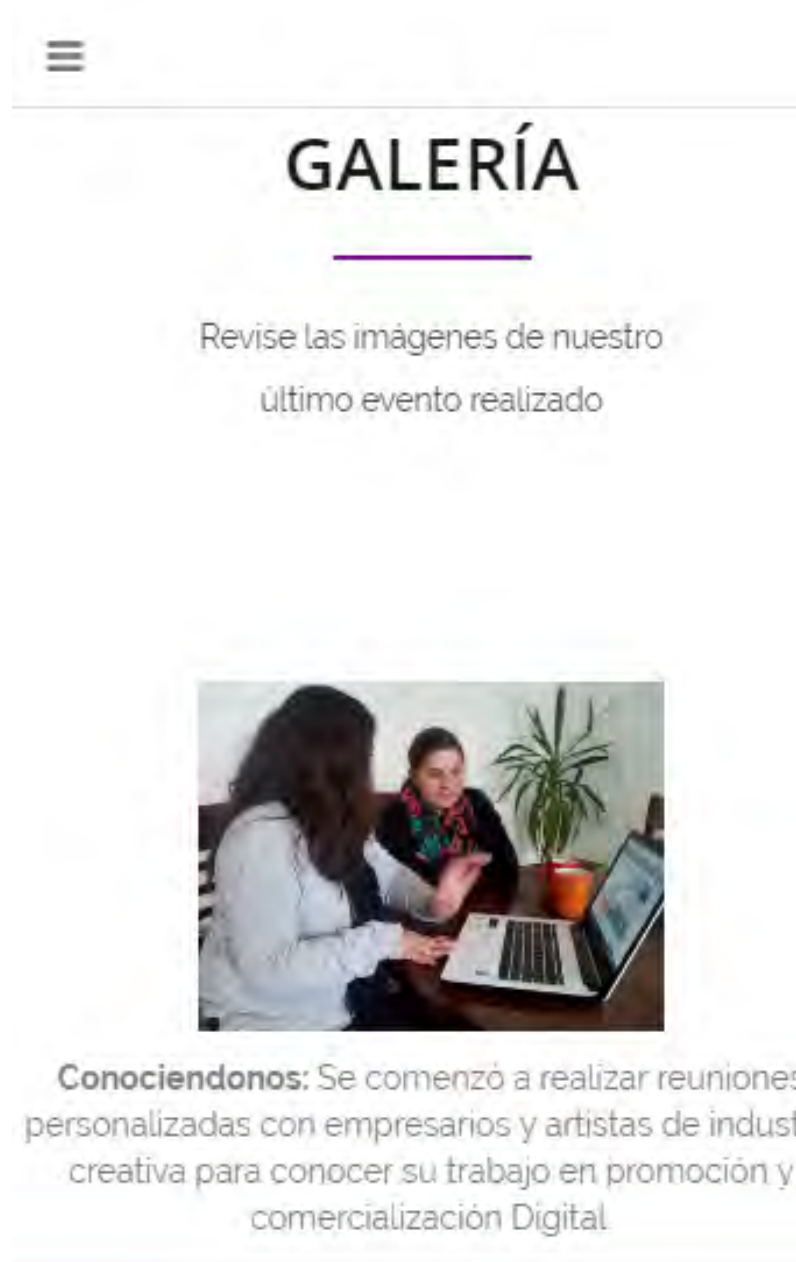 GALERÍA
Revise las imágenes de nuestro
último evento realizado
Conociendonos: Se comenzó a realizar reuniones
personalizadas con empresarios y artistas de
creativa para conocer su trabajo en promoción y
comercialización Digital